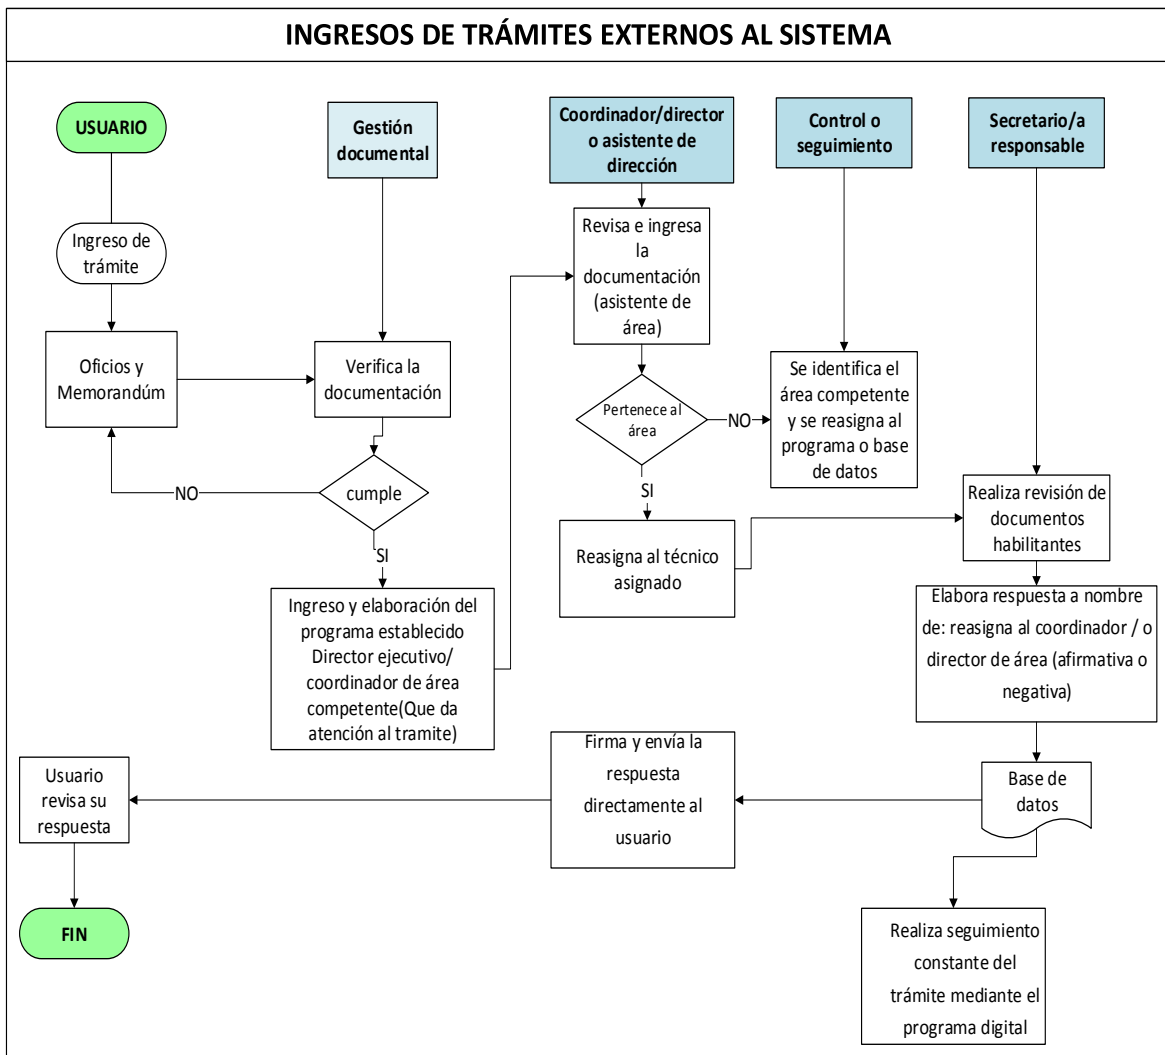 INGRESOS DE TRÁMITES EXTERNOS AL SISTEMA
USUARIO
Gestión
documental
Coordinador/director
o asistente de
dirección
Control o
seguimiento
Secretario/a
responsable
Ingreso de
trámite
Oficios y
Memorandúm
Verifica la
documentación
cumple
NO
SI
Ingreso y elaboración del
programa establecido
Director ejecutivo/
coordinador de área
competente(Que da
atención al tramite)
Revisa e ingresa
la
documentación
(asistente de
área)
Pertenece al
área
NO
SI
Se identifica el
área competente
y se reasigna al
programa o base
de datos
Reasigna al técnico
asignado
Realiza revisión de
documentos
habilitantes
Elabora respuesta a nombre
de: reasigna al coordinador / o
director de área (afirmativa o
negativa)
Base de
datos
Firma y envía la
respuesta
directamente al
usuario
Usuario
revisa su
respuesta
FIN
Realiza seguimiento
constante del
trámite mediante el
programa digital